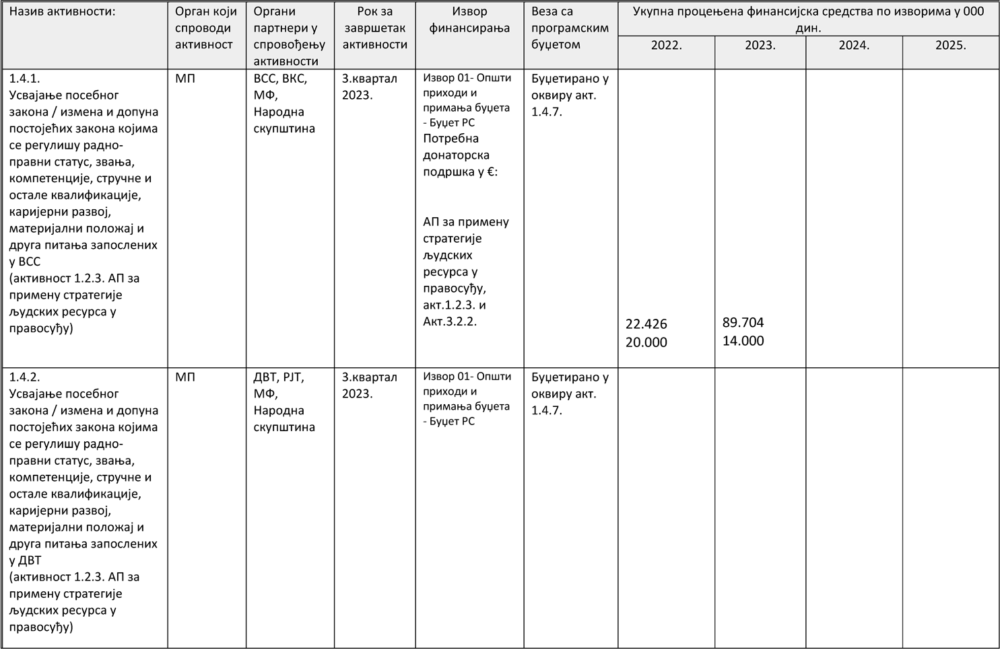 Назив активности:
Орган који
спроводи
активност
Органи
партнери у
спровођењу
активности
Рок за
завршетак
активности
Извор
финансирања
Веза са
програмским
буџетом
Укупна процењена финансијска средства по изворима у 000
дин.
2022.
2023.
2024.
2025.
1.4.1.
Усвајање посебног
закона / измена и допуна
постојећих закона којима
се регулишу радно-
правни статус, звања,
компетенције, стручне и
остале квалификације,
каријерни развој,
материјални положај и
друга питања запослених
у ВСС
(активност 1.2.3. АП за
примену стратегије
људских ресурса у
правосуђу)
МП
ВСС, ВКС,
МФ,
Народна
скупштина
3.квартал
2023.
Извор 01- Општи
приходи и
примања буџета
- Буџет РС
Потребна
донаторска
подршка у €:
АП за примену
стратегије
људских
ресурса у
правосуђу,
акт.1.2.3. и
Акт.3.2.2.
Буџетирано у
оквиру акт.
1.4.7.
22.426
20.000
89.704
14.000
1.4.2.
Усвајање посебног
закона / измена и допуна
постојећих закона којима
се регулишу радно-
правни статус, звања,
компетенције, стручне и
остале квалификације,
каријерни развој,
материјални положај и
друга питања запослених
у ДВТ
(активност 1.2.3. АП за
примену стратегије
људских ресурса у
правосуђу)
МП
ДВТ, РЈТ,
МФ,
Народна
скупштина
3.квартал
2023.
Извор 01- Општи
приходи и
примања буџета
- Буџет РС
Буџетирано у
оквиру акт.
1.4.7.